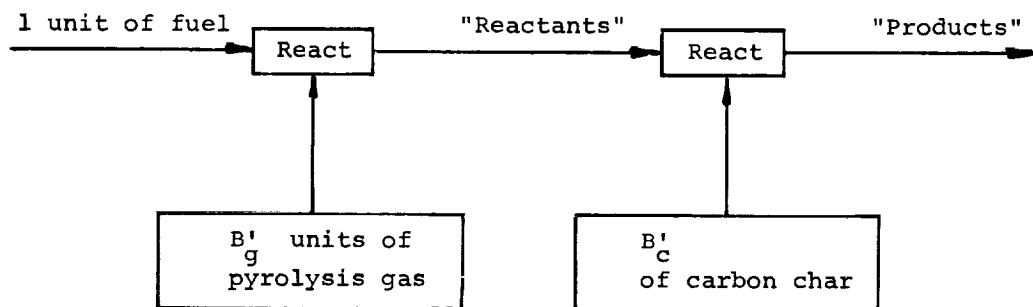 1 unit of fuel
React
"Reactants"
React
"Products"
B'g units of
pyrolysis gas
B'c
of carbon char